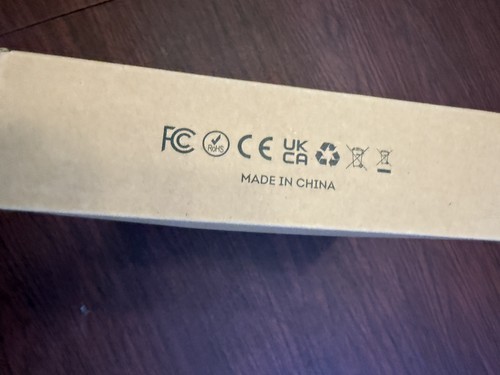 FC RoHS CE UK
CA
MADE IN CHINA